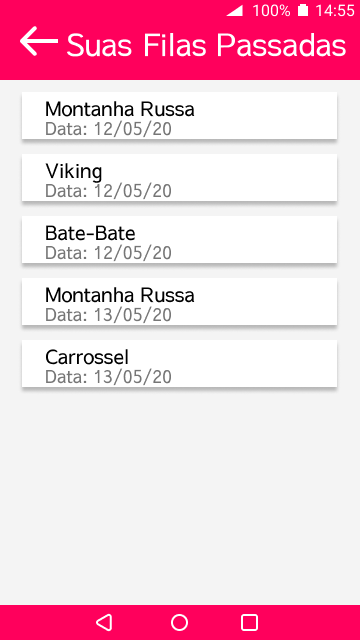 100% 14:55
Suas Filas Passadas
Montanha Russa
Data: 12/05/20
Viking
Data: 12/05/20
Bate-Bate
Data: 12/05/20
Montanha Russa
Data: 13/05/20
Carrossel
Data: 13/05/20